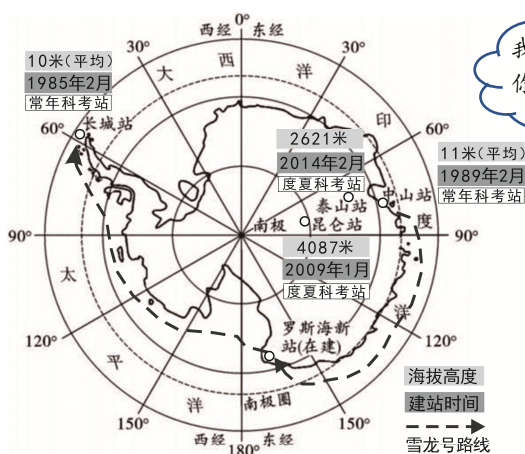 0°
西经 东经
30° 30°
60° 60°
90° 90°
120° 120°
150° 150°
西经 东经
180°
大 西 洋
印 度 洋
太 平 洋
10米(平均)
1985年2月
常年科考站
长城站
2621米
2014年2月
度夏科考站
泰山站
11米(平均)
1989年2月
常年科考站
中山站
南极
昆仑站
4087米
2009年1月
度夏科考站
罗斯海新
站(在建)
南极圈
海拔高度
建站时间
雪龙号路线
我
你